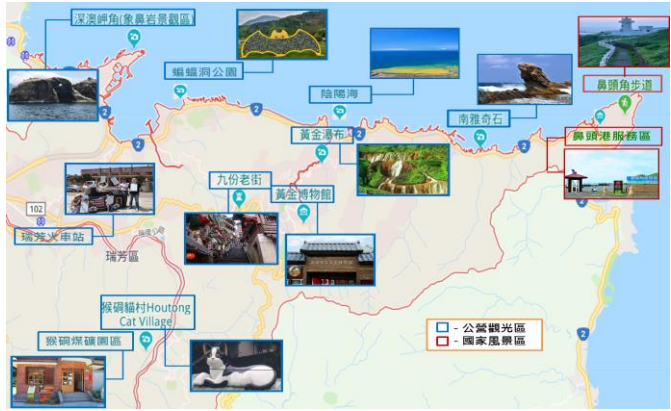 深澳岬角(象鼻岩景觀區)
蝙蝠洞公園
陰陽海
鼻頭角步道
南雅奇石
黃金瀑布
鼻頭港服務區
九份老街
黃金博物館
102
瑞芳火車站
瑞芳區
2
2
2
2
2
猴硐貓村Houtong
Cat Village
猴硐煤礦園區
- 公營觀光區
- 國家風景區